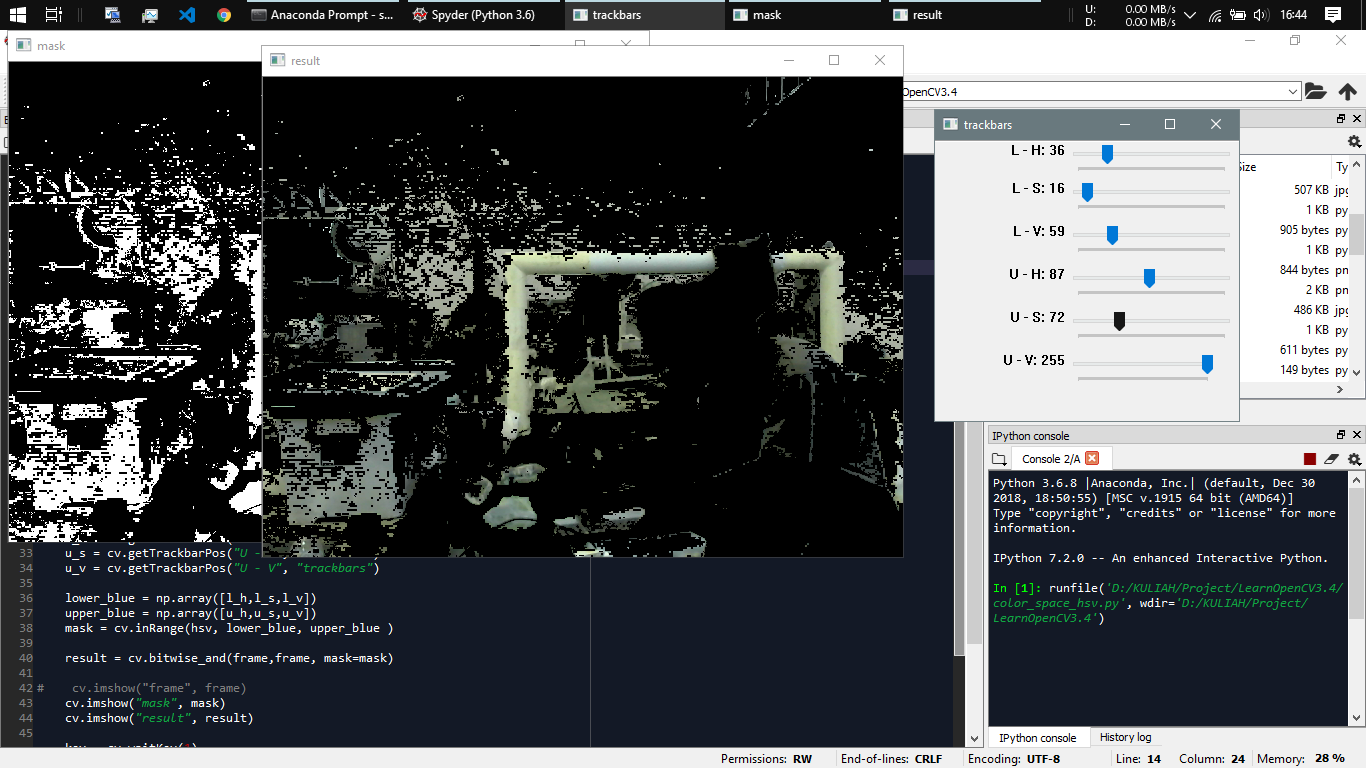 Anaconda Prompt - s...
Spyder (Python 3.6)
trackbars
mask
result
U: 0.00 MB/s
D: 0.00 MB/s
16:44
mask
result
OpenCV3.4
trackbars
L - H: 36
L - S: 16
L - V: 59
U - H: 87
U - S: 72
U - V: 255
Size
507 KB jpg
1 KB py
905 bytes py
1 KB py
844 bytes pn
2 KB pn
486 KB jpg
1 KB py
611 bytes py
149 bytes py
33 u_s = cv.getTrackbarPos("U -
34 u_v = cv.getTrackbarPos("U - V", "trackbars")
35
36 lower_blue = np.array([l_h,l_s,l_v])
37 upper_blue = np.array([u_h,u_s,u_v])
38 mask = cv.inRange(hsv, lower_blue, upper_blue )
39
40 result = cv.bitwise_and(frame,frame, mask=mask)
41
42 # cv.imshow("frame", frame)
43 cv.imshow("mask", mask)
44 cv.imshow("result", result)
45
IPython console
Console 2/A
Python 3.6.8 |Anaconda, Inc.| (default, Dec 30
2018, 18:50:55) [MSC v.1915 64 bit (AMD64)]
Type "copyright", "credits" or "license" for more
information.
IPython 7.2.0 -- An enhanced Interactive Python.
In [1]: runfile('D:/KULIAH/Project/LearnOpenCV3.4/
color_space_hsv.py', wdir='D:/KULIAH/Project/
LearnOpenCV3.4')
IPython console
History log
Permissions: RW
End-of-lines: CRLF
Encoding: UTF-8
Line: 14
Column: 24
Memory: 28 %